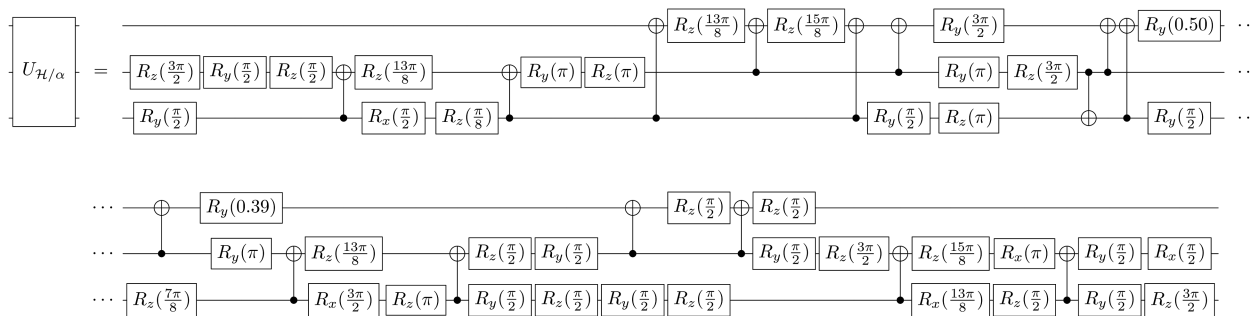 R_z(13π/8) R_z(15π/8) R_y(3π/2) R_y(0.50) ···
U_{ℋ/α} = R_z(3π/2) R_y(π/2) R_z(π/2) R_z(13π/8) R_y(π) R_z(π) R_y(π) R_z(3π/2) ···
R_y(π/2) R_x(π/2) R_z(π/8) R_y(π/2) R_z(π) R_y(π/2) ···
··· R_y(0.39) R_z(π/2) R_z(π/2)
··· R_y(π) R_z(13π/8) R_z(π/2) R_y(π/2) R_y(π/2) R_z(3π/2) R_z(15π/8) R_x(π) R_y(π/2) R_x(π/2)
··· R_z(7π/8) R_x(3π/2) R_z(π) R_y(π/2) R_z(π/2) R_y(π/2) R_z(π/2) R_x(13π/8) R_z(π/2) R_y(π/2) R_z(3π/2)